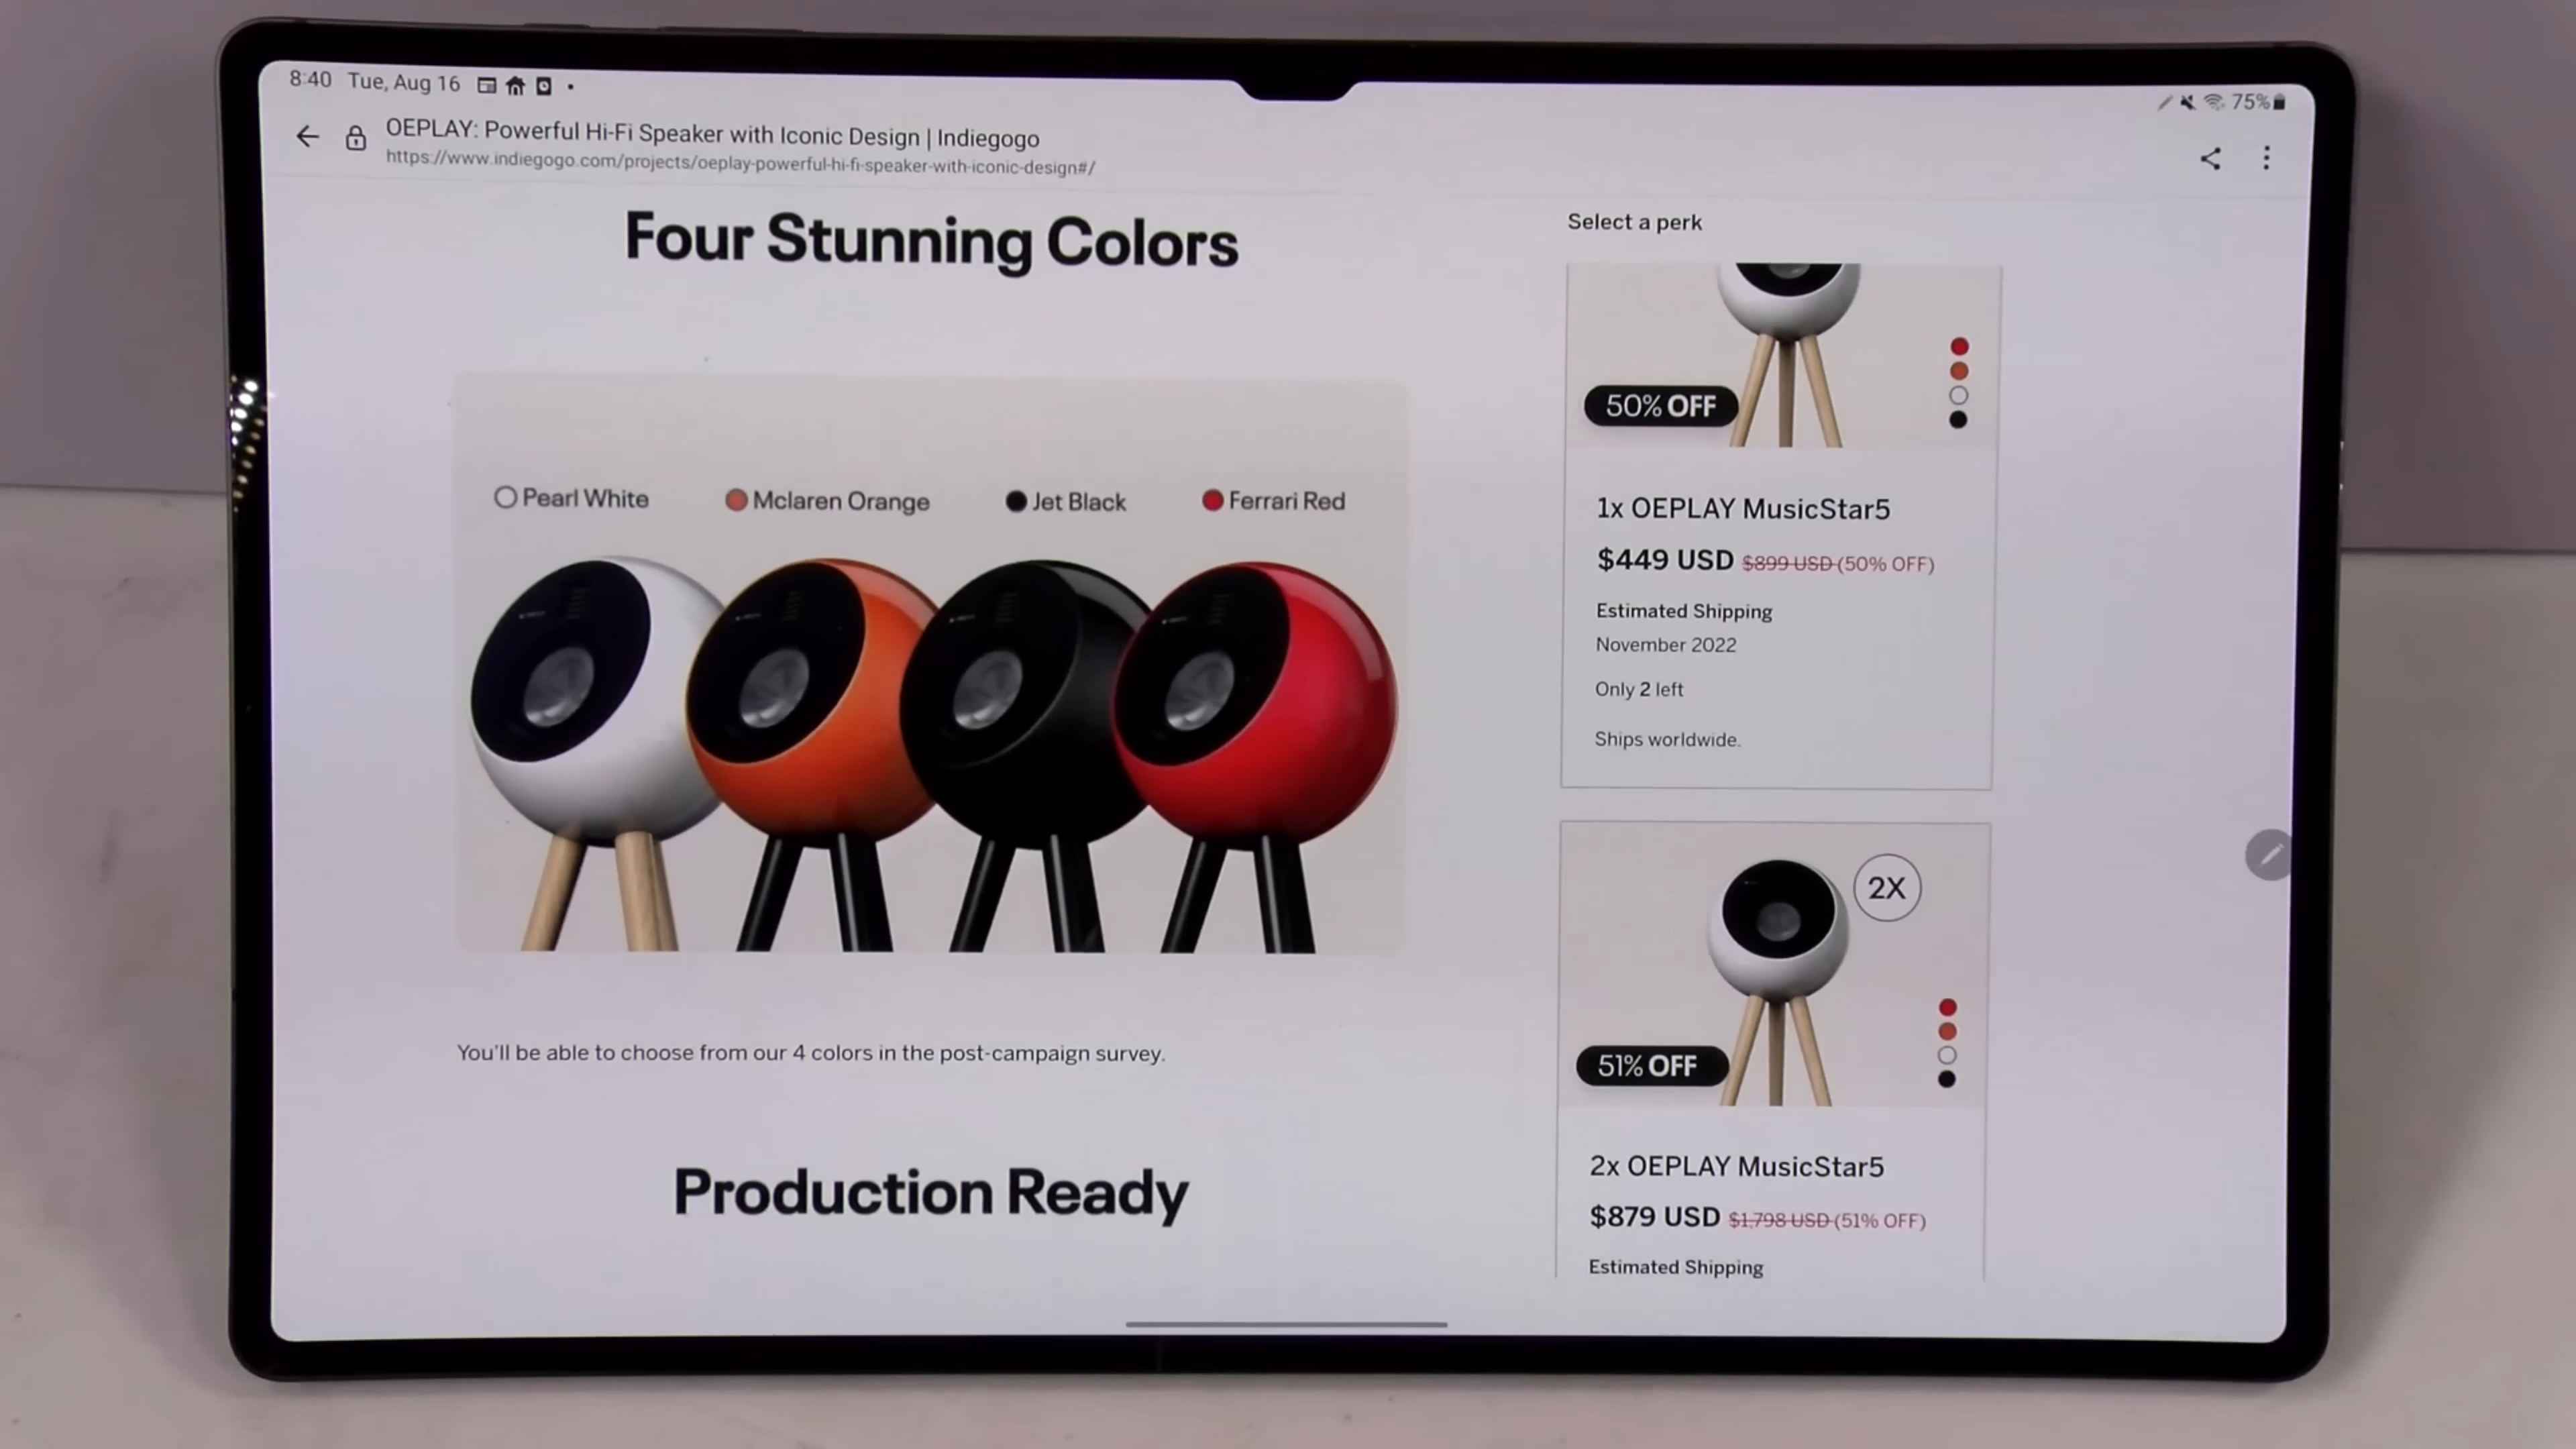 8:40 Tue, Aug 16
75%
OEPLAY: Powerful Hi-Fi Speaker with Iconic Design | Indiegogo
https://www.indiegogo.com/projects/oeplay-powerful-hi-fi-speaker-with-iconic-design#/
Four Stunning Colors
Pearl White
Mclaren Orange
Jet Black
Ferrari Red
You'll be able to choose from our 4 colors in the post-campaign survey.
Production Ready
Select a perk
50% OFF
1x OEPLAY MusicStar5
$449 USD $899 USD (50% OFF)
Estimated Shipping
November 2022
Only 2 left
Ships worldwide.
2X
51% OFF
2x OEPLAY MusicStar5
$879 USD $1,798 USD (51% OFF)
Estimated Shipping